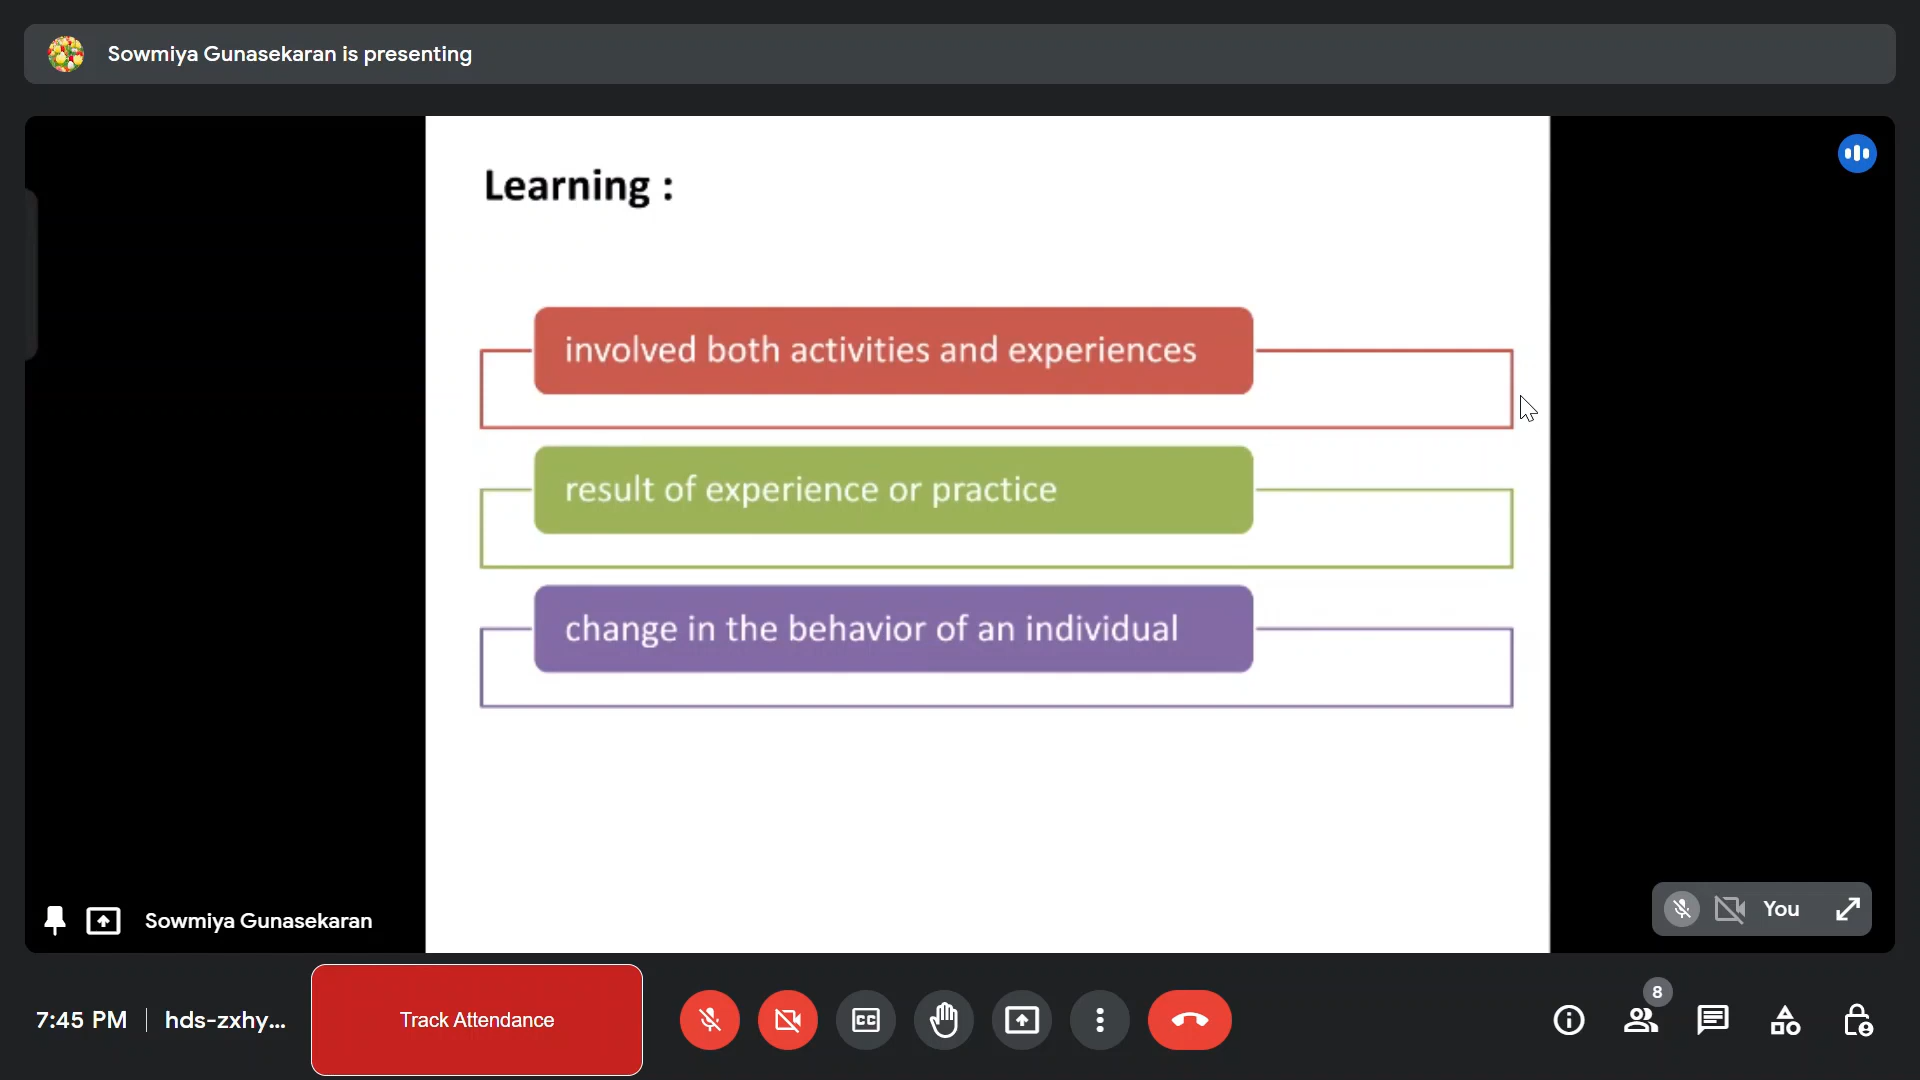 Sowmiya Gunasekaran is presenting
Learning :
involved both activities and experiences
result of experience or practice
change in the behavior of an individual
Sowmiya Gunasekaran
You
7:45 PM
hds-zxhy...
Track Attendance
CC
8